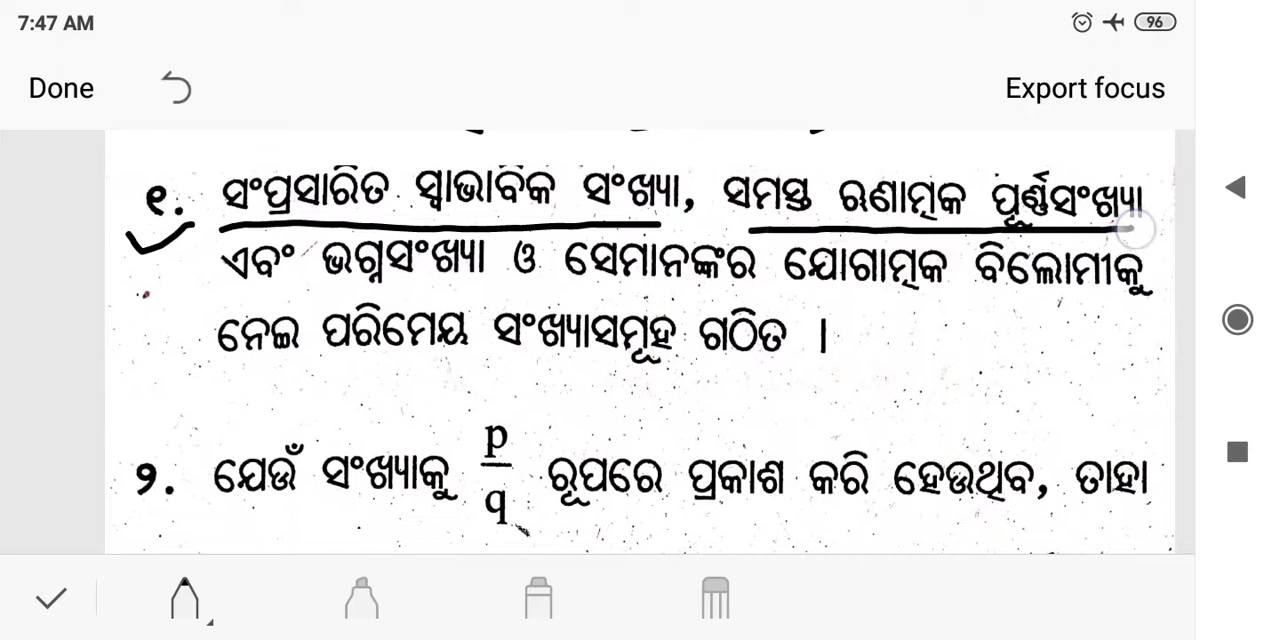 7:47 AM
96
Done
Export focus
୧. ସଂପ୍ରସାରିତ ସ୍ୱାଭାବିକ ସଂଖ୍ୟା, ସମସ୍ତ ଋଣାତ୍ମକ ପୂର୍ଣ୍ଣସଂଖ୍ୟା
ଏବଂ ଭଗ୍ନସଂଖ୍ୟା ଓ ସେମାନଙ୍କର ଯୋଗାତ୍ମକ ବିଲୋମୀକୁ
ନେଇ ପରିମେୟ ସଂଖ୍ୟାସମୂହ ଗଠିତ ।
୨. ଯେଉଁ ସଂଖ୍ୟାକୁ p/q ରୂପରେ ପ୍ରକାଶ କରି ହେଉଥିବ, ତାହା